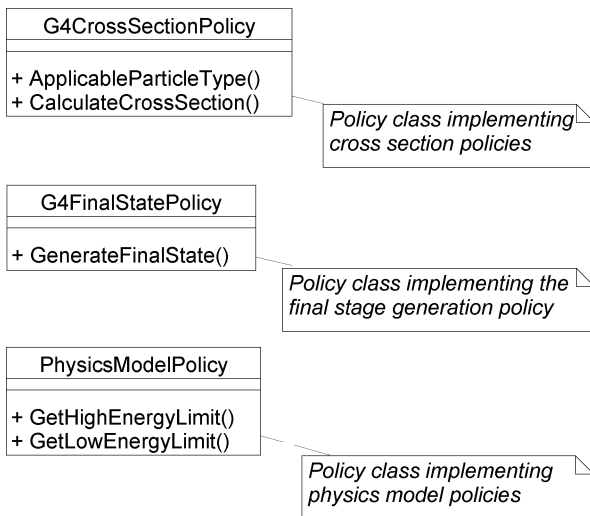 G4CrossSectionPolicy
+ ApplicableParticleType()
+ CalculateCrossSection()
Policy class implementing
cross section policies
G4FinalStatePolicy
+ GenerateFinalState()
Policy class implementing the
final stage generation policy
PhysicsModelPolicy
+ GetHighEnergyLimit()
+ GetLowEnergyLimit()
Policy class implementing
physics model policies